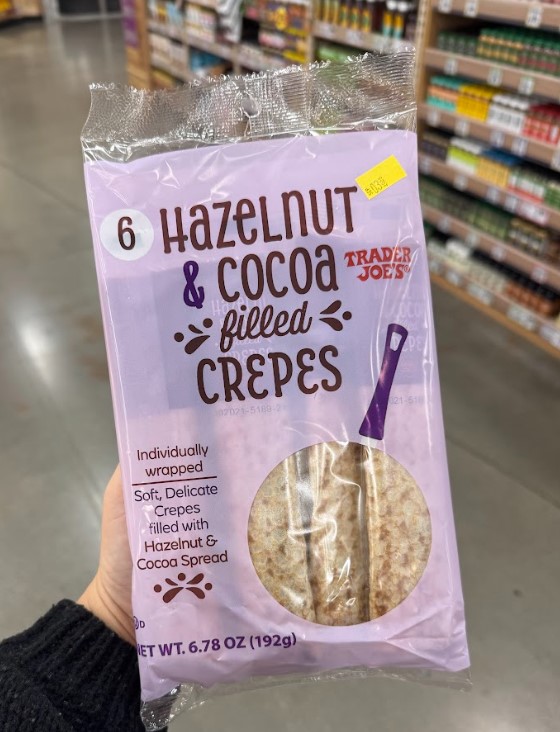 6 Hazelnut
& Cocoa
filled
Crepes
TRADER
JOE'S
Individually
wrapped
Soft, Delicate
Crepes
filled with
Hazelnut &
Cocoa Spread
D
ET WT. 6.78 OZ (192g)